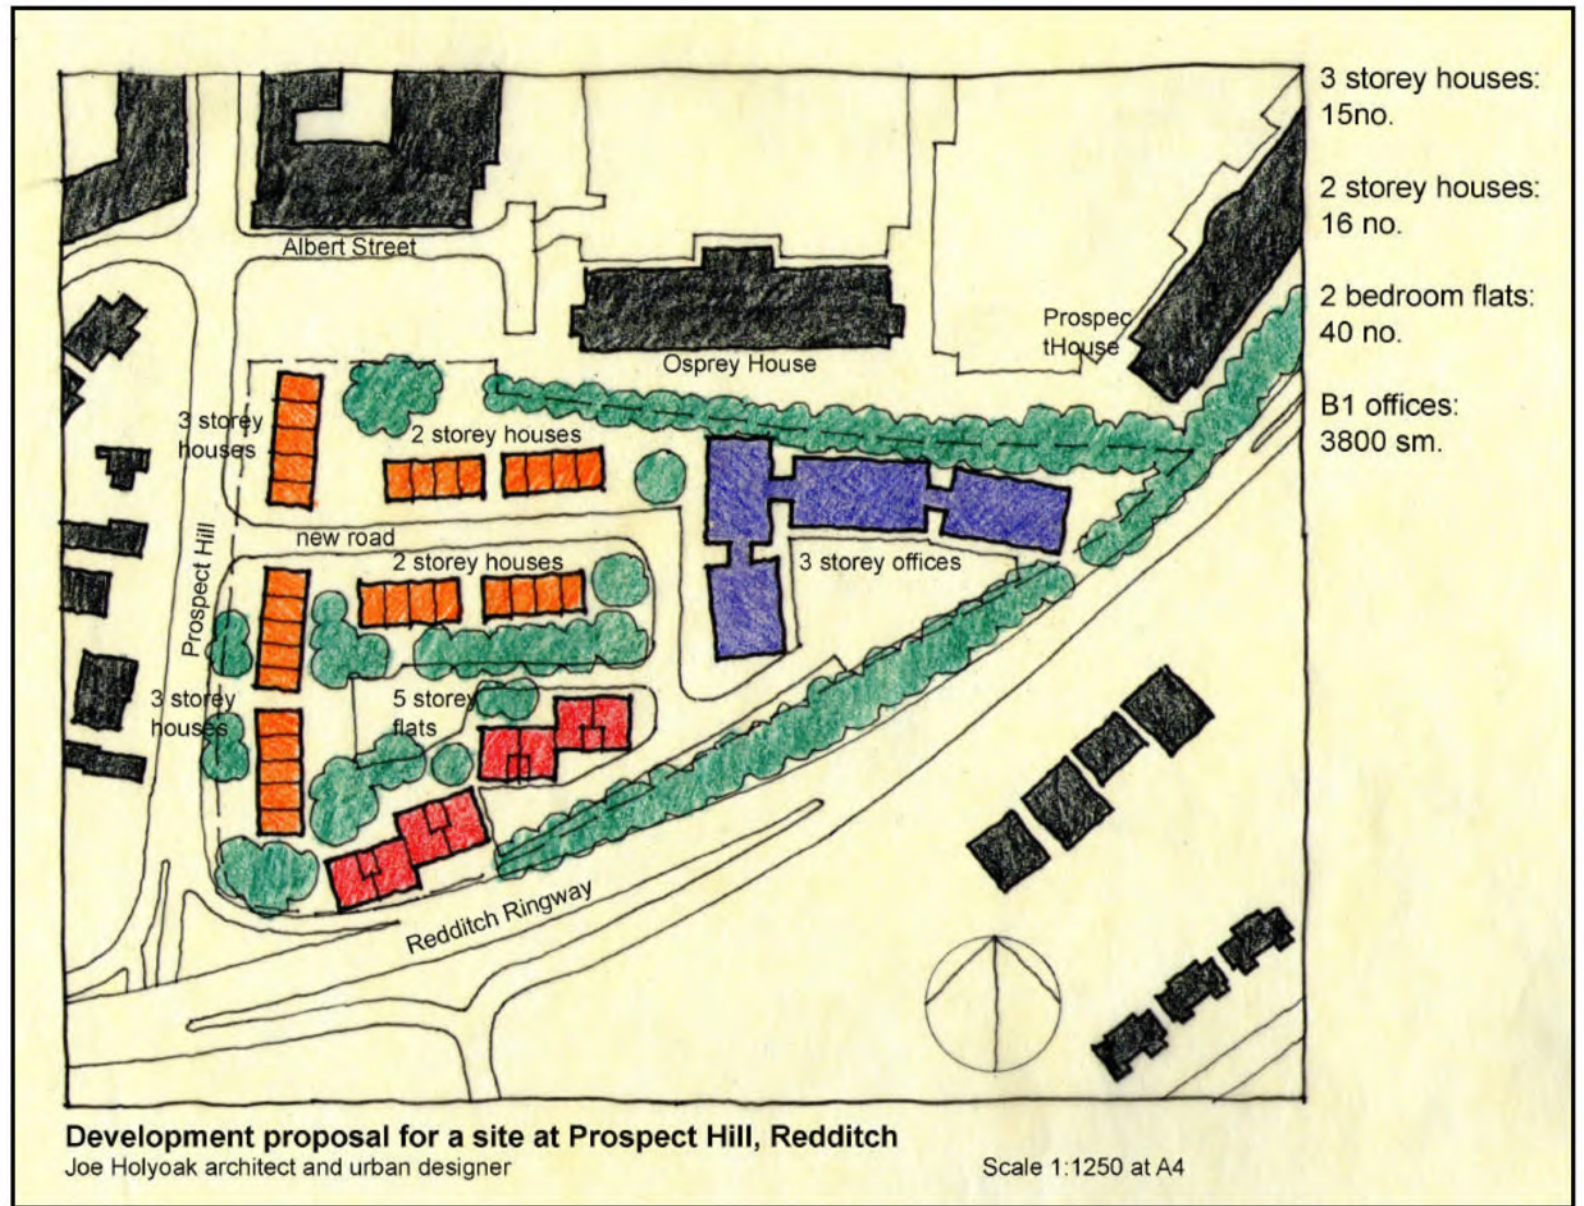 3 storey houses:
15no.
2 storey houses:
16 no.
2 bedroom flats:
40 no.
B1 offices:
3800 sm.
Albert Street
Prospec
tHouse
Osprey House
3 storey
houses
2 storey houses
new road
2 storey houses
3 storey offices
Prospect Hill
3 storey
houses
5 storey
flats
Redditch Ringway
Development proposal for a site at Prospect Hill, Redditch
Joe Holyoak architect and urban designer
Scale 1:1250 at A4